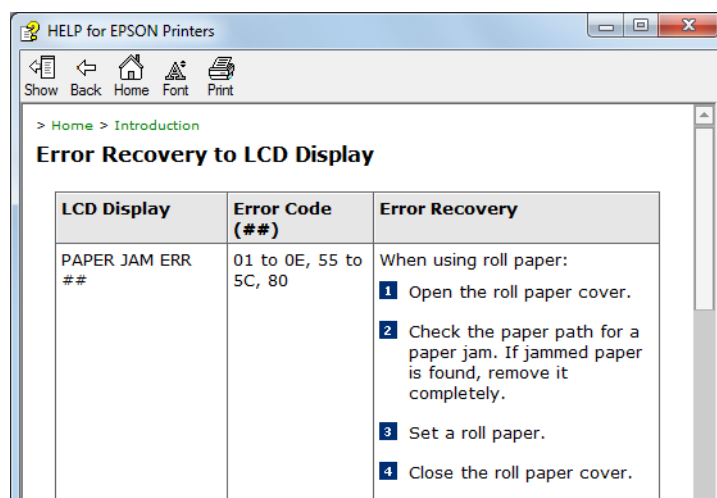 HELP for EPSON Printers
Show Back Home Font Print
> Home > Introduction
Error Recovery to LCD Display
LCD Display
Error Code
(##)
Error Recovery
PAPER JAM ERR
##
01 to 0E, 55 to
5C, 80
When using roll paper:
1 Open the roll paper cover.
2 Check the paper path for a
paper jam. If jammed paper
is found, remove it
completely.
3 Set a roll paper.
4 Close the roll paper cover.